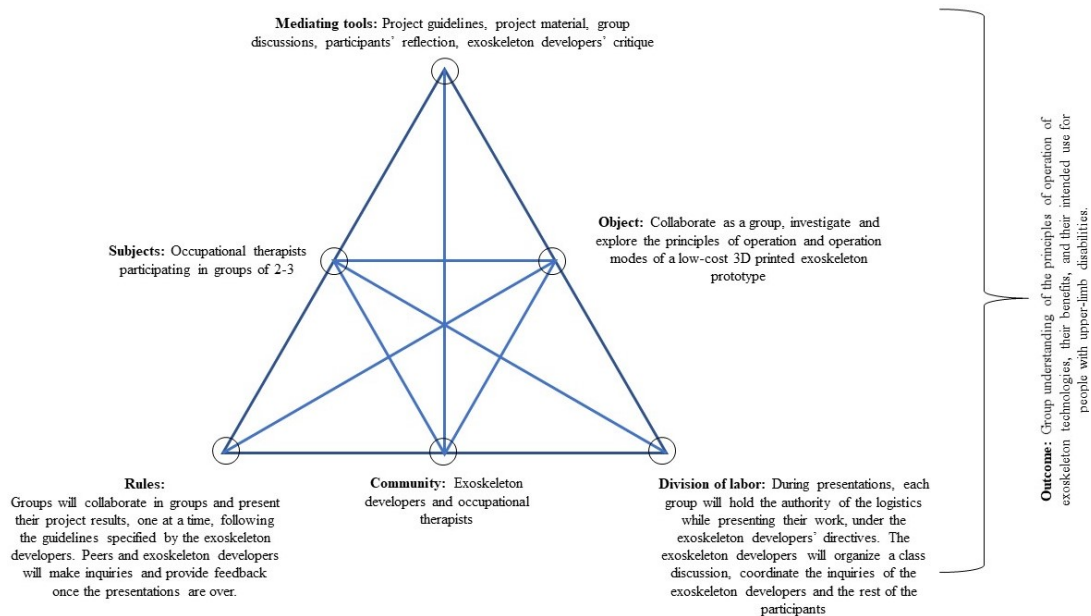 Mediating tools: Project guidelines, project material, group
discussions, participants’ reflection, exoskeleton developers’ critique
Subjects: Occupational therapists
participating in groups of 2-3
Object: Collaborate as a group, investigate and
explore the principles of operation and operation
modes of a low-cost 3D printed exoskeleton
prototype
Rules:
Groups will collaborate in groups and present
their project results, one at a time, following
the guidelines specified by the exoskeleton
developers. Peers and exoskeleton developers
will make inquiries and provide feedback
once the presentations are over.
Community: Exoskeleton
developers and occupational
therapists
Division of labor: During presentations, each
group will hold the authority of the logistics
while presenting their work, under the
exoskeleton developers’ directives. The
exoskeleton developers will organize a class
discussion, coordinate the inquiries of the
exoskeleton developers and the rest of the
participants
Outcome: Group understanding of the principles of operation of
exoskeleton technologies, their benefits, and their intended use for
people with upper-limb disabilities.